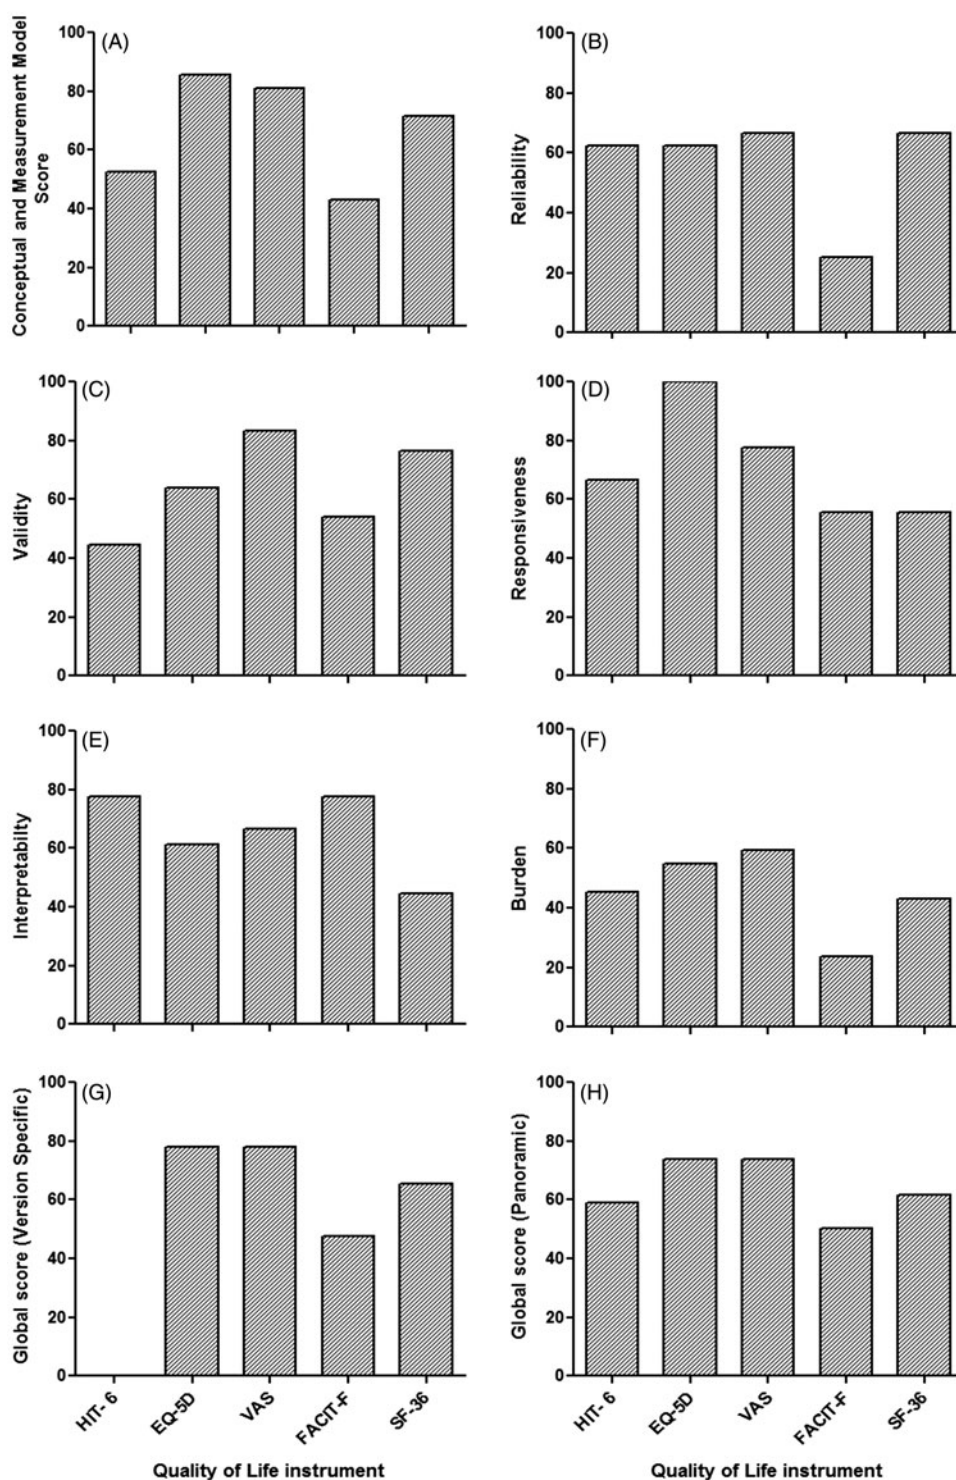 (A)
Conceptual and Measurement Model
Score
100
80
60
40
20
0
(B)
Reliability
100
80
60
40
20
0
(C)
Validity
100
80
60
40
20
0
(D)
Responsiveness
100
80
60
40
20
0
(E)
Interpretabilty
100
80
60
40
20
0
(F)
Burden
100
80
60
40
20
0
(G)
Global score (Version Specific)
100
80
60
40
20
0
HIT- 6
EQ-5D
VAS
FACIT-F
SF-36
Quality of Life instrument
(H)
Global score (Panoramic)
100
80
60
40
20
0
HIT- 6
EQ-5D
VAS
FACIT-F
SF-36
Quality of Life instrument